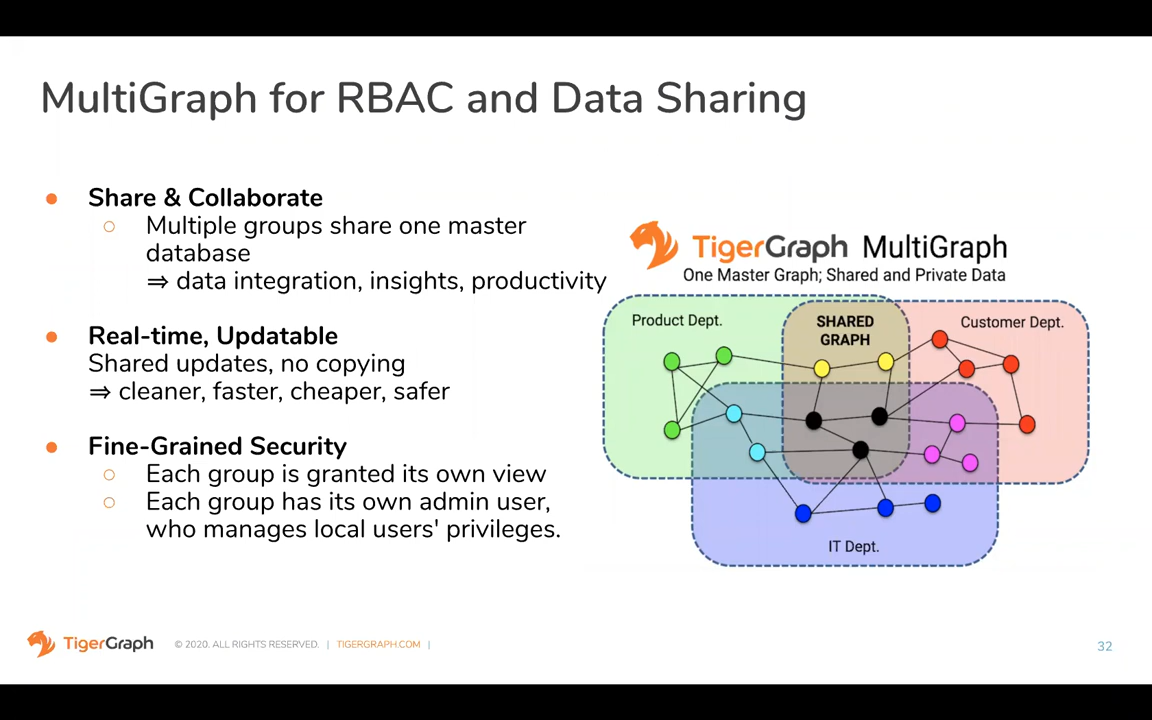 MultiGraph for RBAC and Data Sharing
● Share & Collaborate
○ Multiple groups share one master
database
⇒ data integration, insights, productivity
● Real-time, Updatable
Shared updates, no copying
⇒ cleaner, faster, cheaper, safer
● Fine-Grained Security
○ Each group is granted its own view
○ Each group has its own admin user,
who manages local users' privileges.
TigerGraph MultiGraph
One Master Graph; Shared and Private Data
Product Dept.
SHARED
GRAPH
Customer Dept.
IT Dept.
TigerGraph
© 2020. ALL RIGHTS RESERVED. | TIGERGRAPH.COM |
32